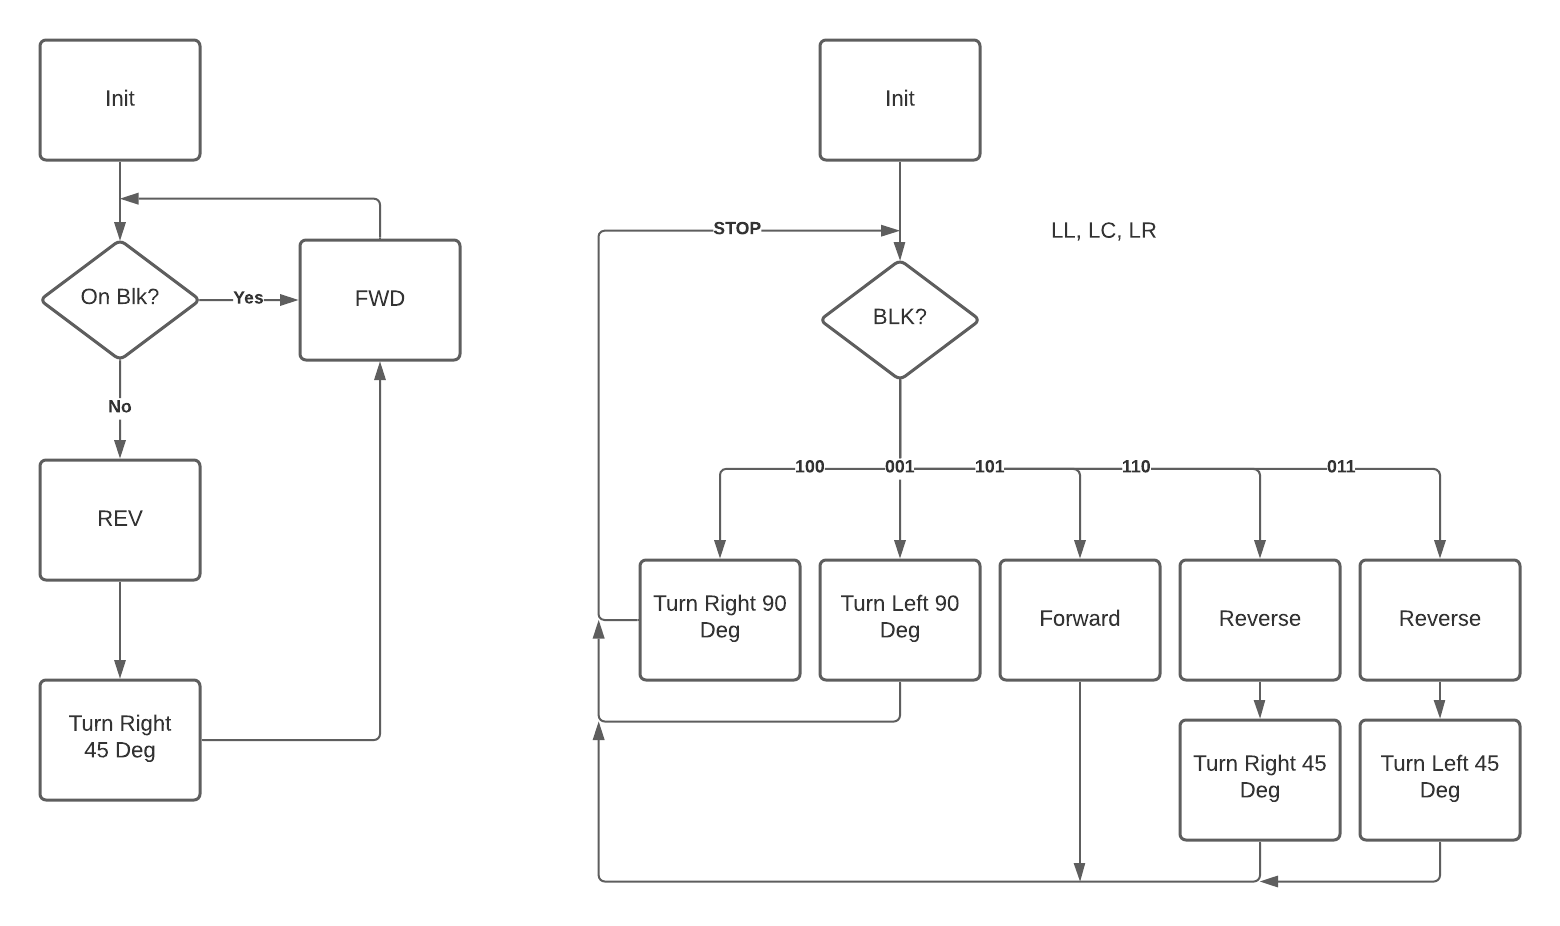 Init
On Blk?
Yes
FWD
No
REV
Turn Right
45 Deg
Init
STOP
LL, LC, LR
BLK?
100
001
101
110
011
Turn Right 90
Deg
Turn Left 90
Deg
Forward
Reverse
Reverse
Turn Right 45
Deg
Turn Left 45
Deg